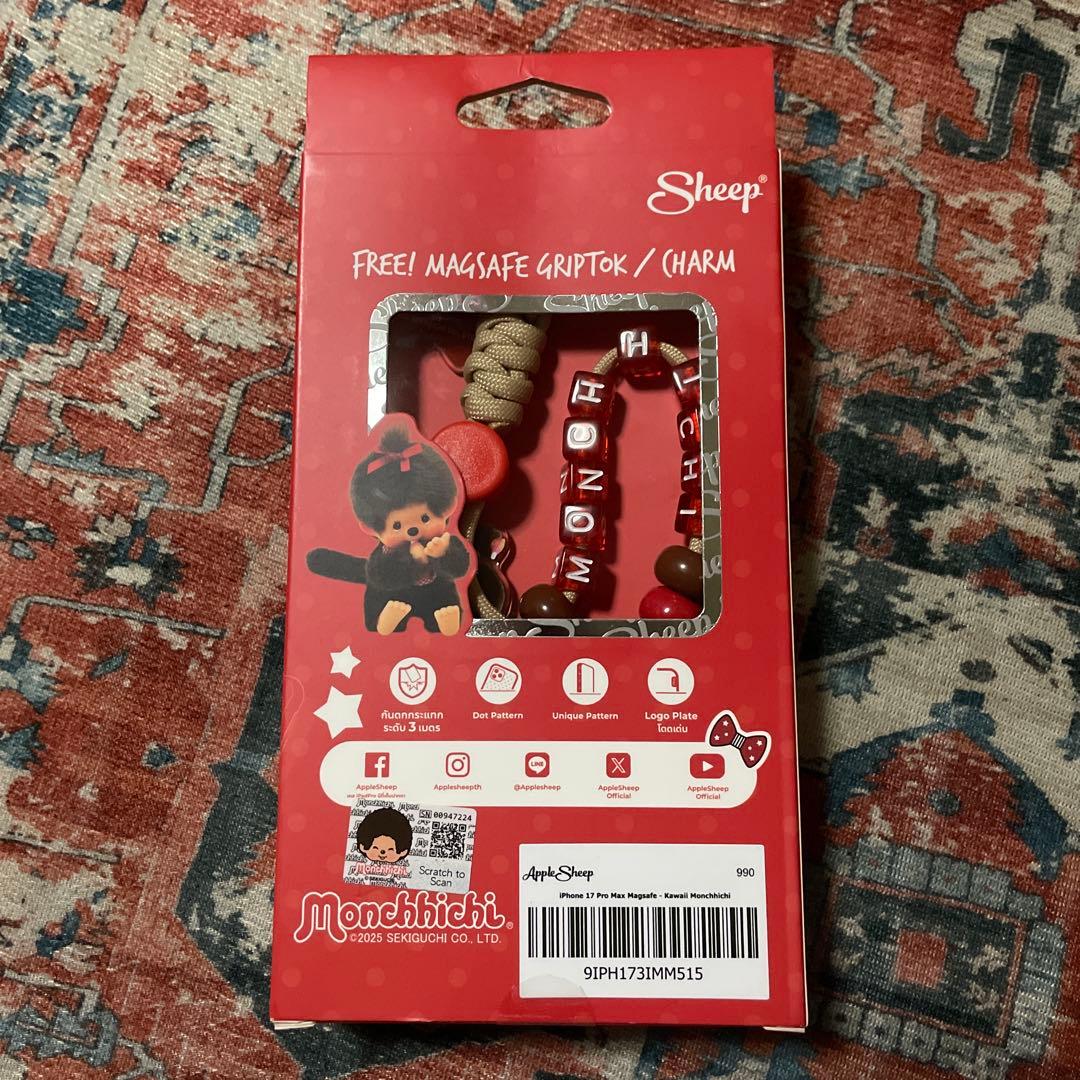 Sheep®
FREE! MAGSAFE GRIPTOK / CHARM
MONCHHICHI
กันตกกระแทก
ระดับ 3 เมตร
Dot Pattern
Unique Pattern
Logo Plate
โดดเด่น
AppleSheep
Applesheepth
LINE
@Applesheep
AppleSheep
Official
AppleSheep
Official
SN 00947224
Monchhichi
Scratch to
Scan
Monchhichi®
©2025 SEKIGUCHI CO., LTD.
AppleSheep
990
iPhone 17 Pro Max Magsafe - Kawaii Monchhichi
9IPH173IMM515